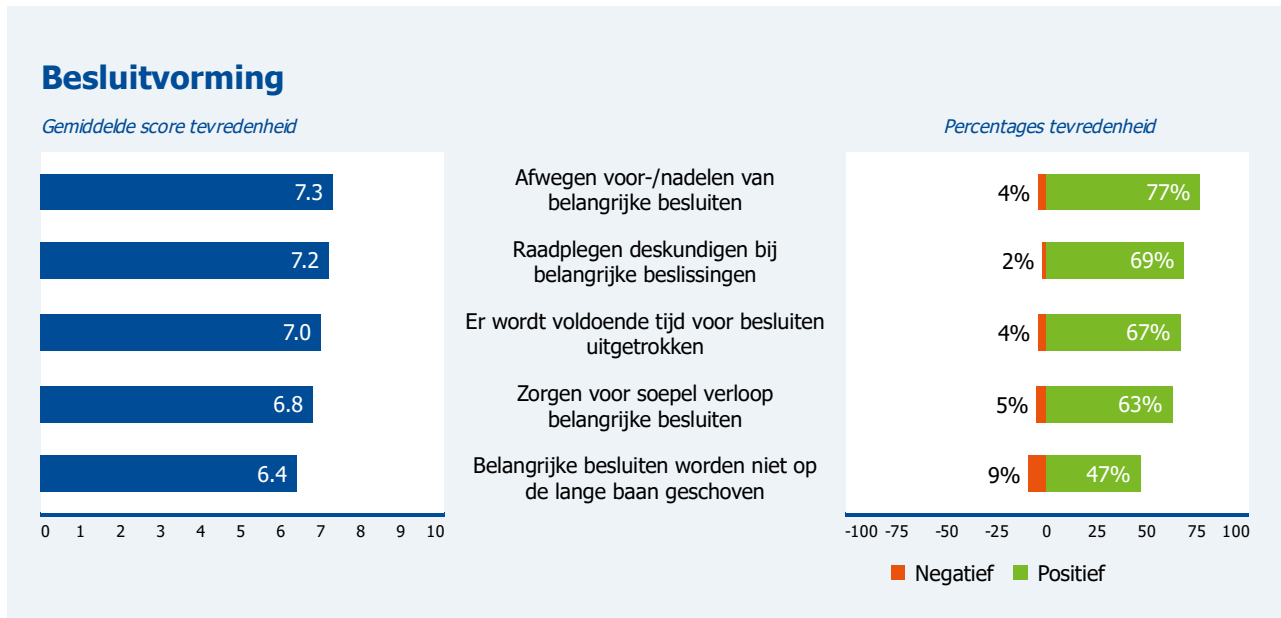 Besluitvorming
Gemiddelde score tevredenheid
Percentages tevredenheid
7.3
Afwegen voor-/nadelen van
belangrijke besluiten
4%
77%
7.2
Raadplegen deskundigen bij
belangrijke beslissingen
2%
69%
7.0
Er wordt voldoende tijd voor besluiten
uitgetrokken
4%
67%
6.8
Zorgen voor soepel verloop
belangrijke besluiten
5%
63%
6.4
Belangrijke besluiten worden niet op
de lange baan geschoven
9%
47%
0 1 2 3 4 5 6 7 8 9 10
-100 -75 -50 -25 0 25 50 75 100
Negatief Positief